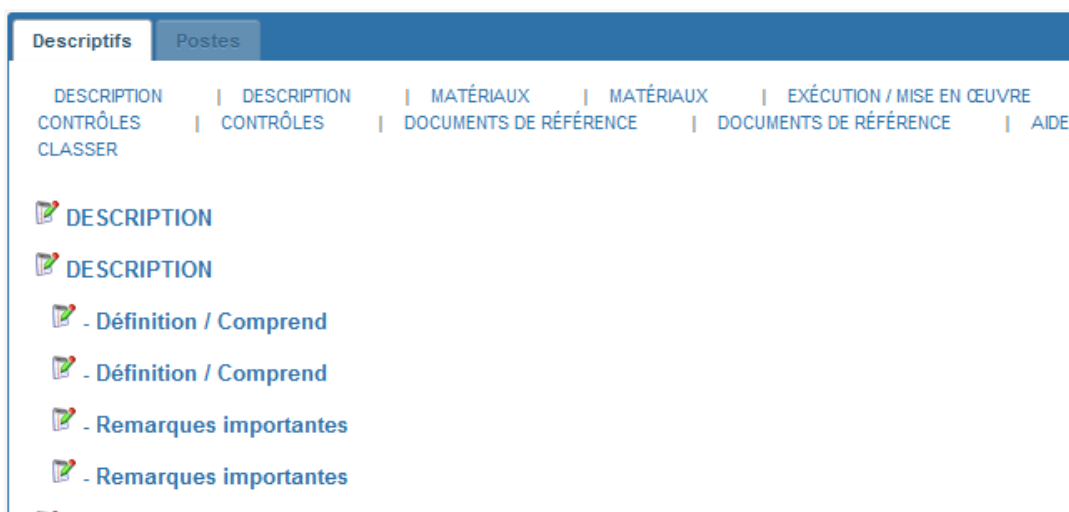 Descriptifs Postes
DESCRIPTION | DESCRIPTION | MATÉRIAUX | MATÉRIAUX | EXÉCUTION / MISE EN ŒUVRE
CONTRÔLES | CONTRÔLES | DOCUMENTS DE RÉFÉRENCE | DOCUMENTS DE RÉFÉRENCE | AIDE
CLASSER
DESCRIPTION
DESCRIPTION
- Définition / Comprend
- Définition / Comprend
- Remarques importantes
- Remarques importantes